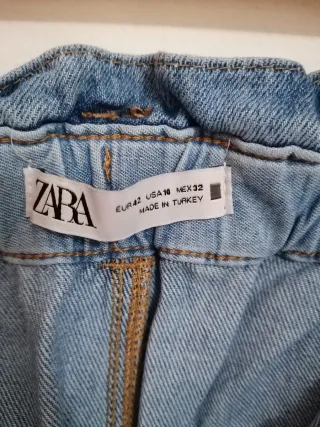 ZARA
EUR 42 USA 10 MEX 32
MADE IN TURKEY